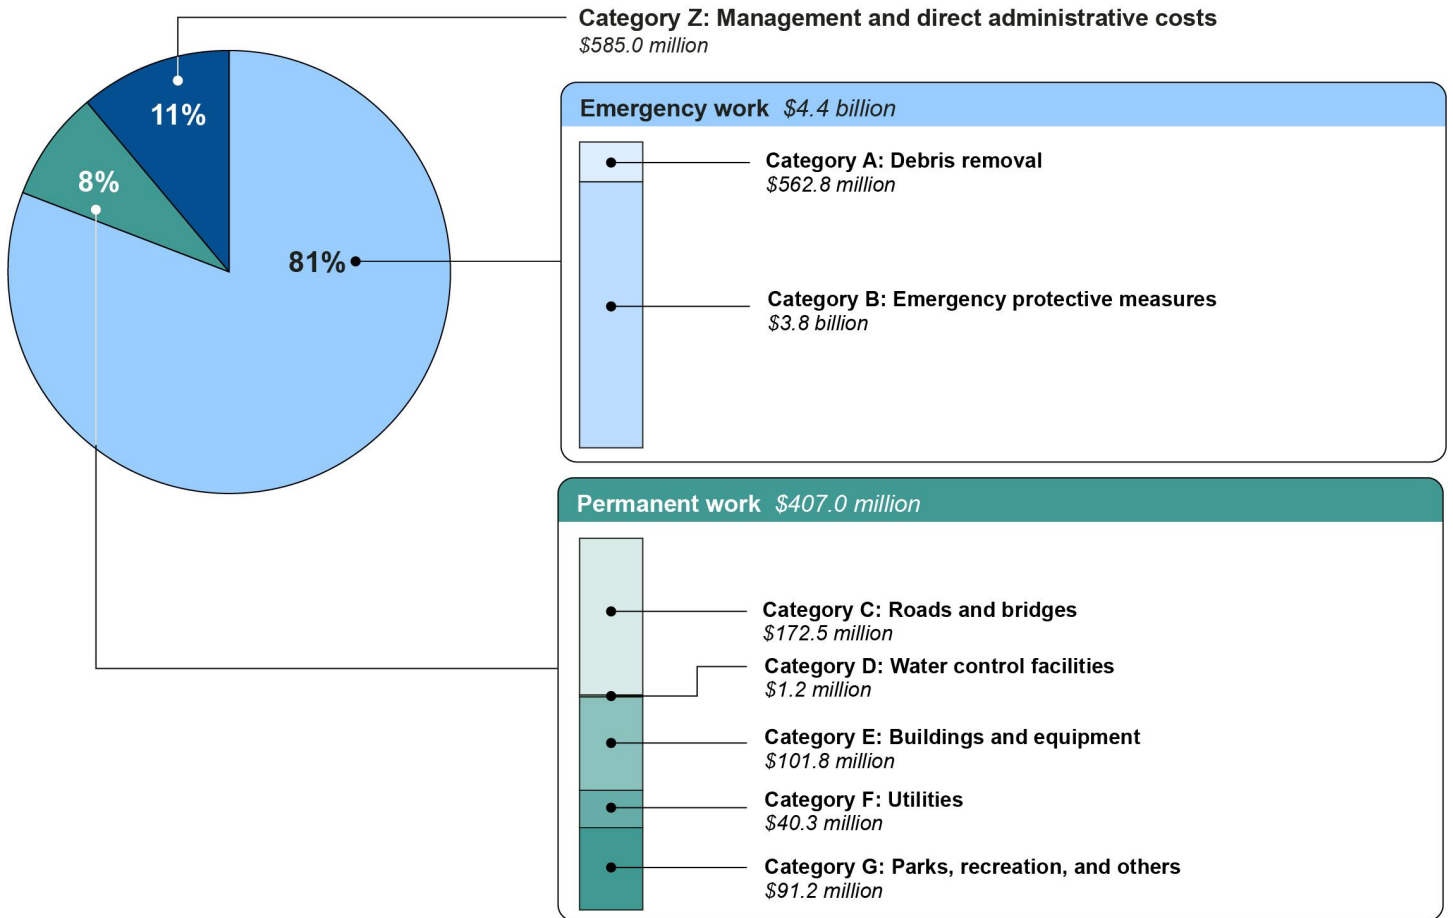 Category Z: Management and direct administrative costs
$585.0 million
11%
8%
81%
Emergency work $4.4 billion
Category A: Debris removal
$562.8 million
Category B: Emergency protective measures
$3.8 billion
Permanent work $407.0 million
Category C: Roads and bridges
$172.5 million
Category D: Water control facilities
$1.2 million
Category E: Buildings and equipment
$101.8 million
Category F: Utilities
$40.3 million
Category G: Parks, recreation, and others
$91.2 million